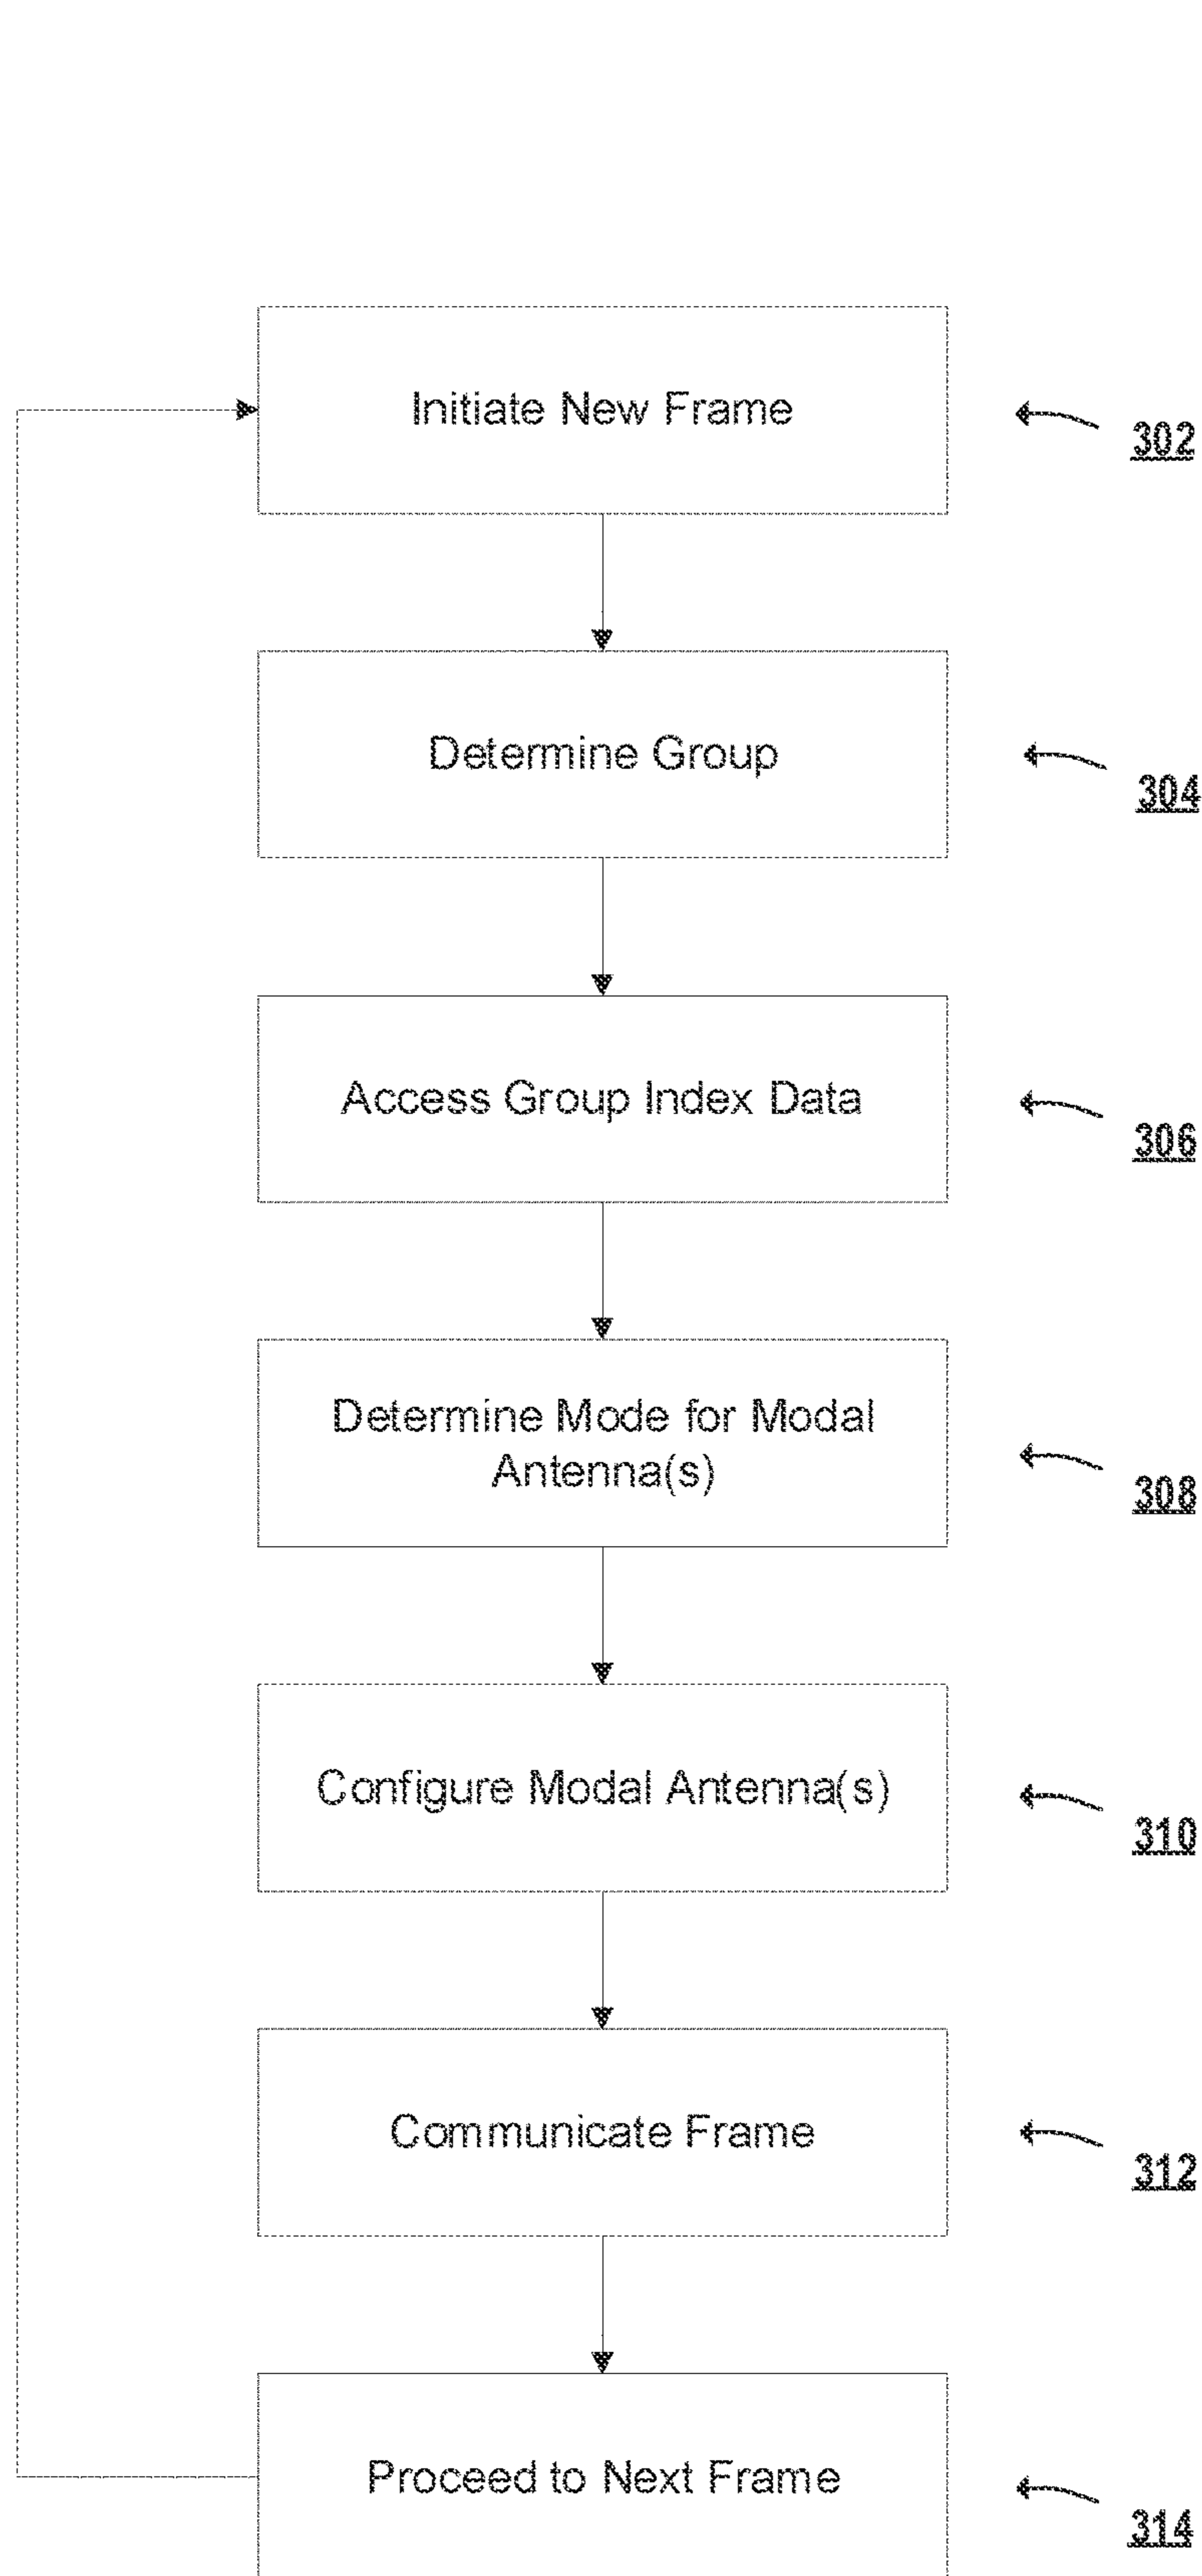 Initiate New Frame
302
Determine Group
304
Access Group Index Data
306
Determine Mode for Modal
Antenna(s)
308
Configure Modal Antenna(s)
310
Communicate Frame
312
Proceed to Next Frame
314